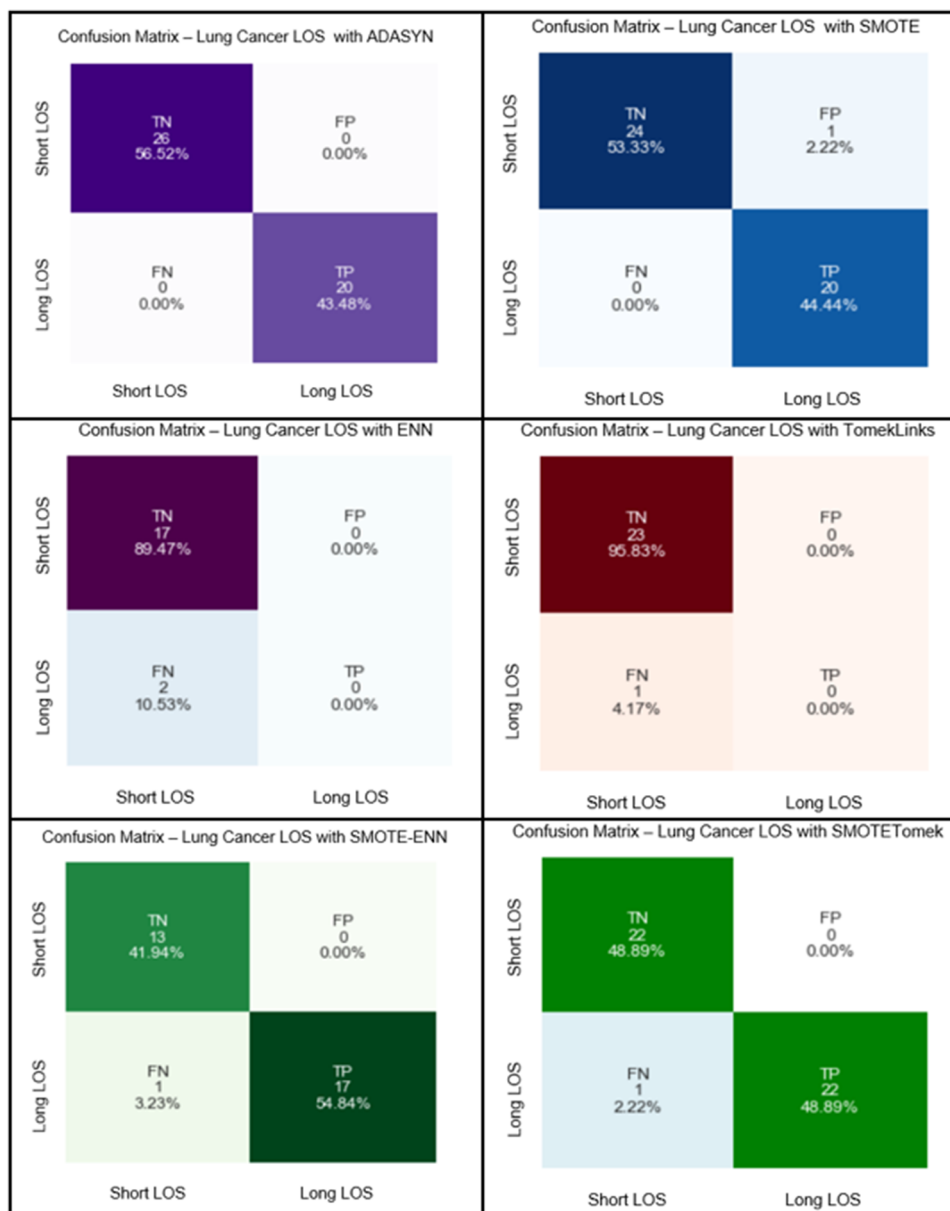 Confusion Matrix – Lung Cancer LOS with ADASYN
Short LOS
TN
26
56.52%
FP
0
0.00%
Long LOS
FN
0
0.00%
TP
20
43.48%
Short LOS
Long LOS
Confusion Matrix – Lung Cancer LOS with SMOTE
Short LOS
TN
24
53.33%
FP
1
2.22%
Long LOS
FN
0
0.00%
TP
20
44.44%
Short LOS
Long LOS
Confusion Matrix – Lung Cancer LOS with ENN
Short LOS
TN
17
89.47%
FP
0
0.00%
Long LOS
FN
2
10.53%
TP
0
0.00%
Short LOS
Long LOS
Confusion Matrix – Lung Cancer LOS with TomekLinks
Short LOS
TN
23
95.83%
FP
0
0.00%
Long LOS
FN
1
4.17%
TP
0
0.00%
Short LOS
Long LOS
Confusion Matrix – Lung Cancer LOS with SMOTE-ENN
Short LOS
TN
13
41.94%
FP
0
0.00%
Long LOS
FN
1
3.23%
TP
17
54.84%
Short LOS
Long LOS
Confusion Matrix – Lung Cancer LOS with SMOTETomek
Short LOS
TN
22
48.89%
FP
0
0.00%
Long LOS
FN
1
2.22%
TP
22
48.89%
Short LOS
Long LOS